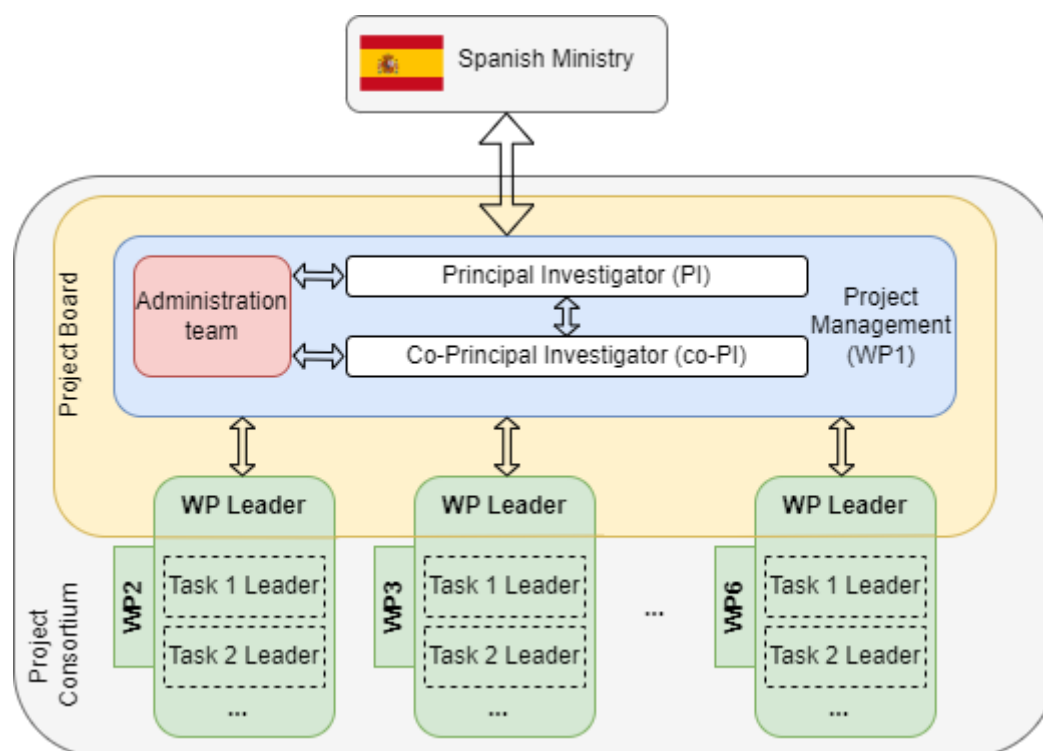 Spanish Ministry
Project Board
Administration
team
Principal Investigator (PI)
Co-Principal Investigator (co-PI)
Project
Management
(WP1)
Project
Consortium
WP2
WP Leader
Task 1 Leader
Task 2 Leader
...
WP3
WP Leader
Task 1 Leader
Task 2 Leader
...
...
WP6
WP Leader
Task 1 Leader
Task 2 Leader
...